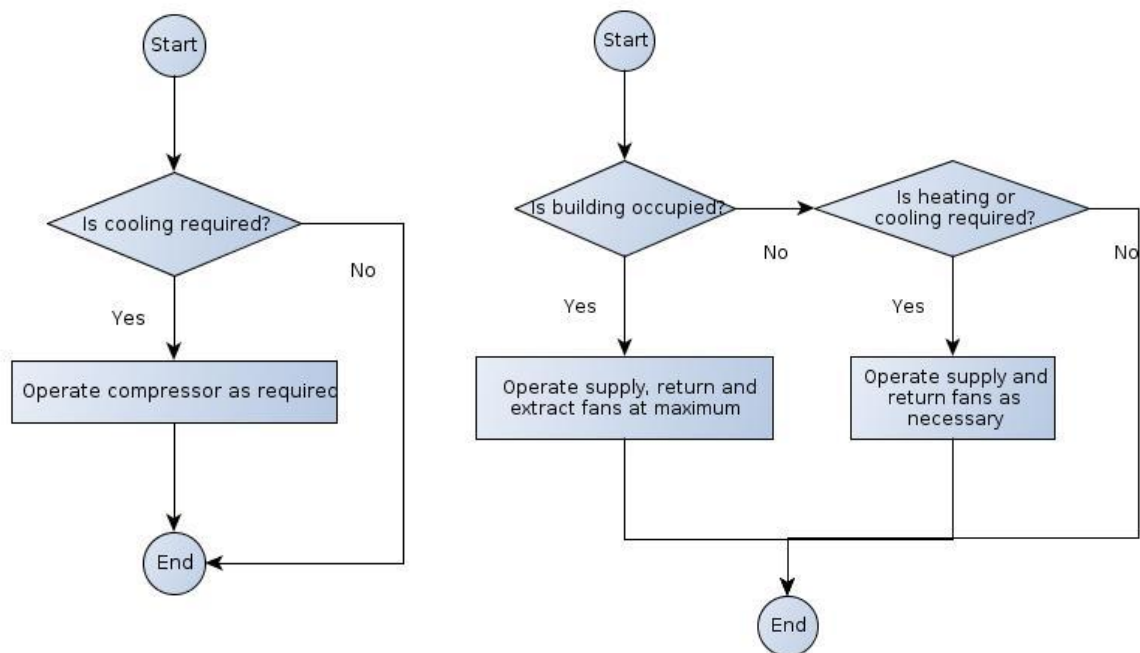 Start
Is cooling required?
No
Yes
Operate compressor as required
End
Start
Is building occupied?
No
Is heating or
cooling required?
No
Yes
Yes
Operate supply, return and
extract fans at maximum
Operate supply and
return fans as
necessary
End